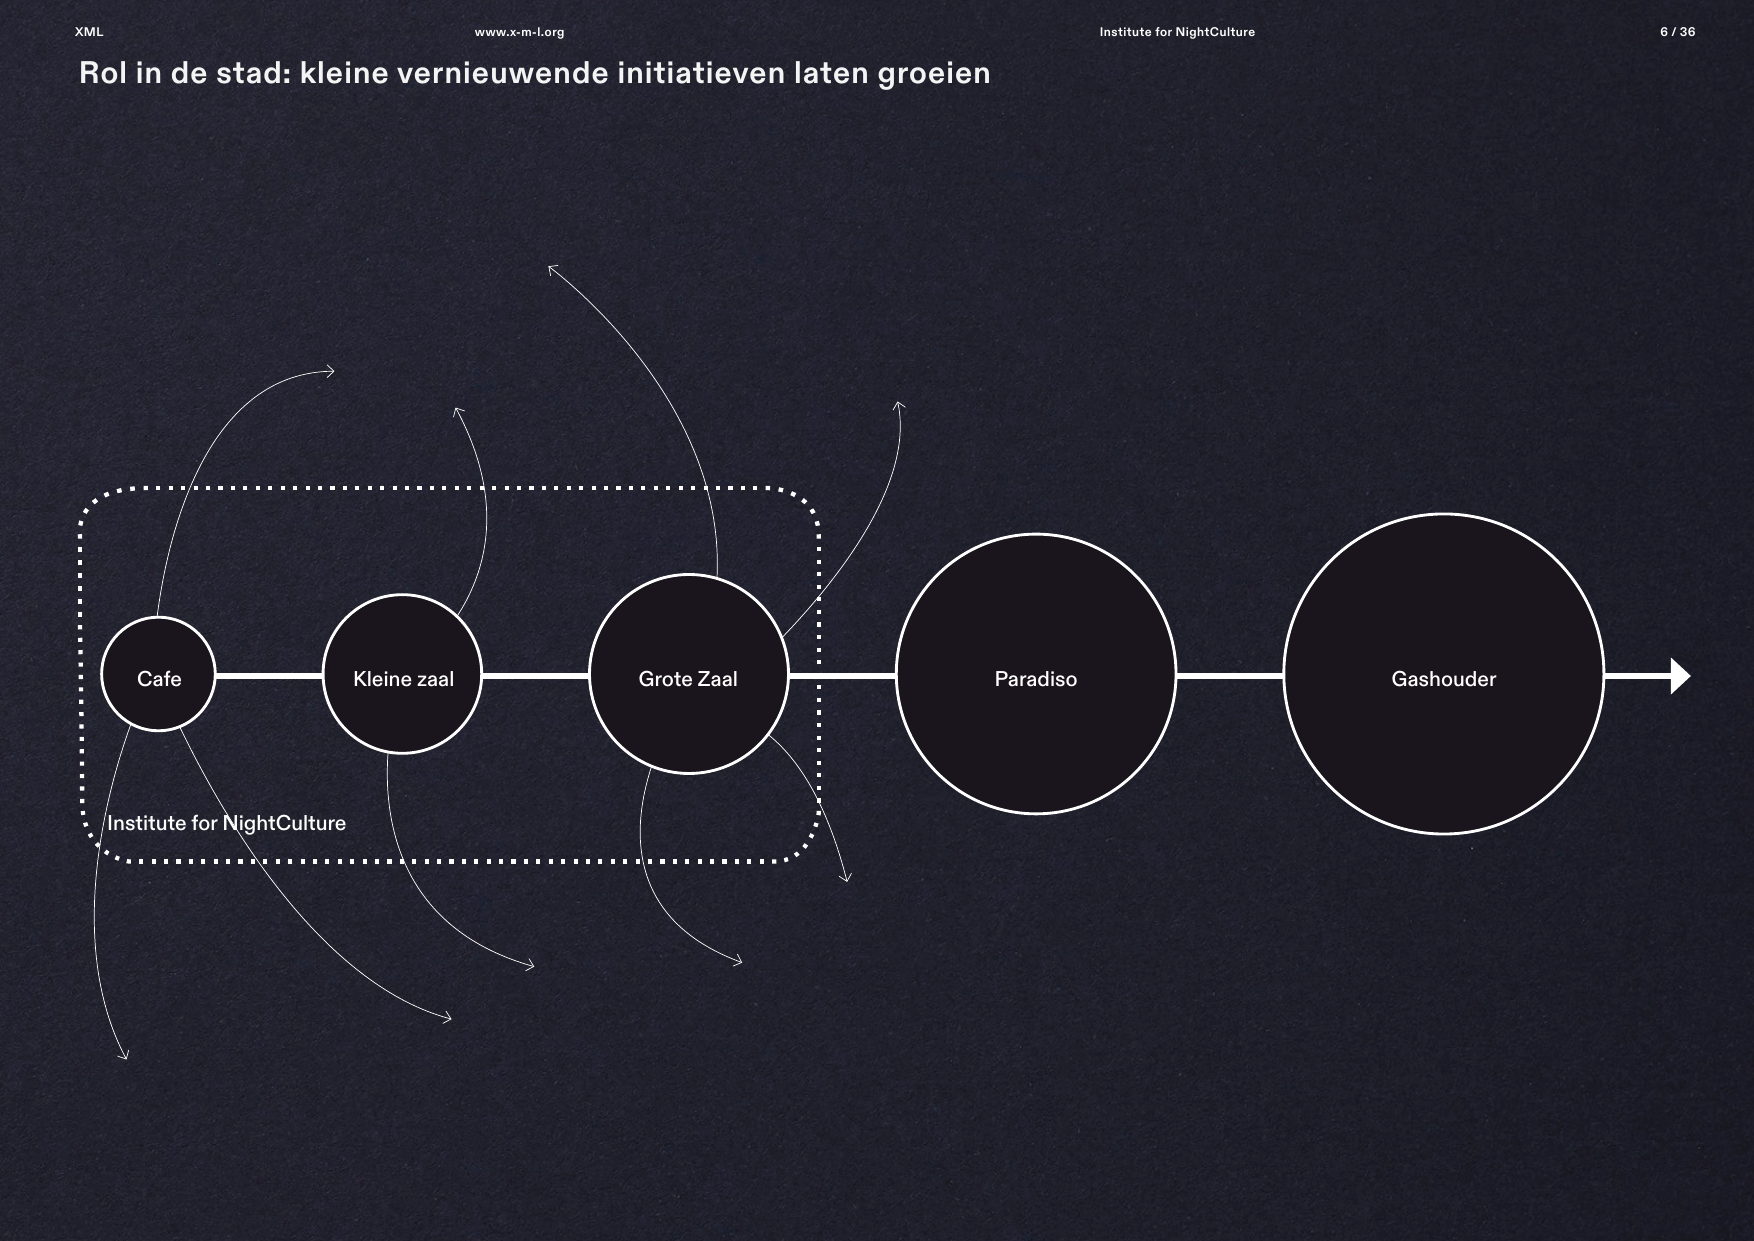 XML
www.x-m-l.org
Institute for NightCulture
6 / 36
Rol in de stad: kleine vernieuwende initiatieven laten groeien
Cafe
Kleine zaal
Grote Zaal
Paradiso
Gashouder
Institute for NightCulture